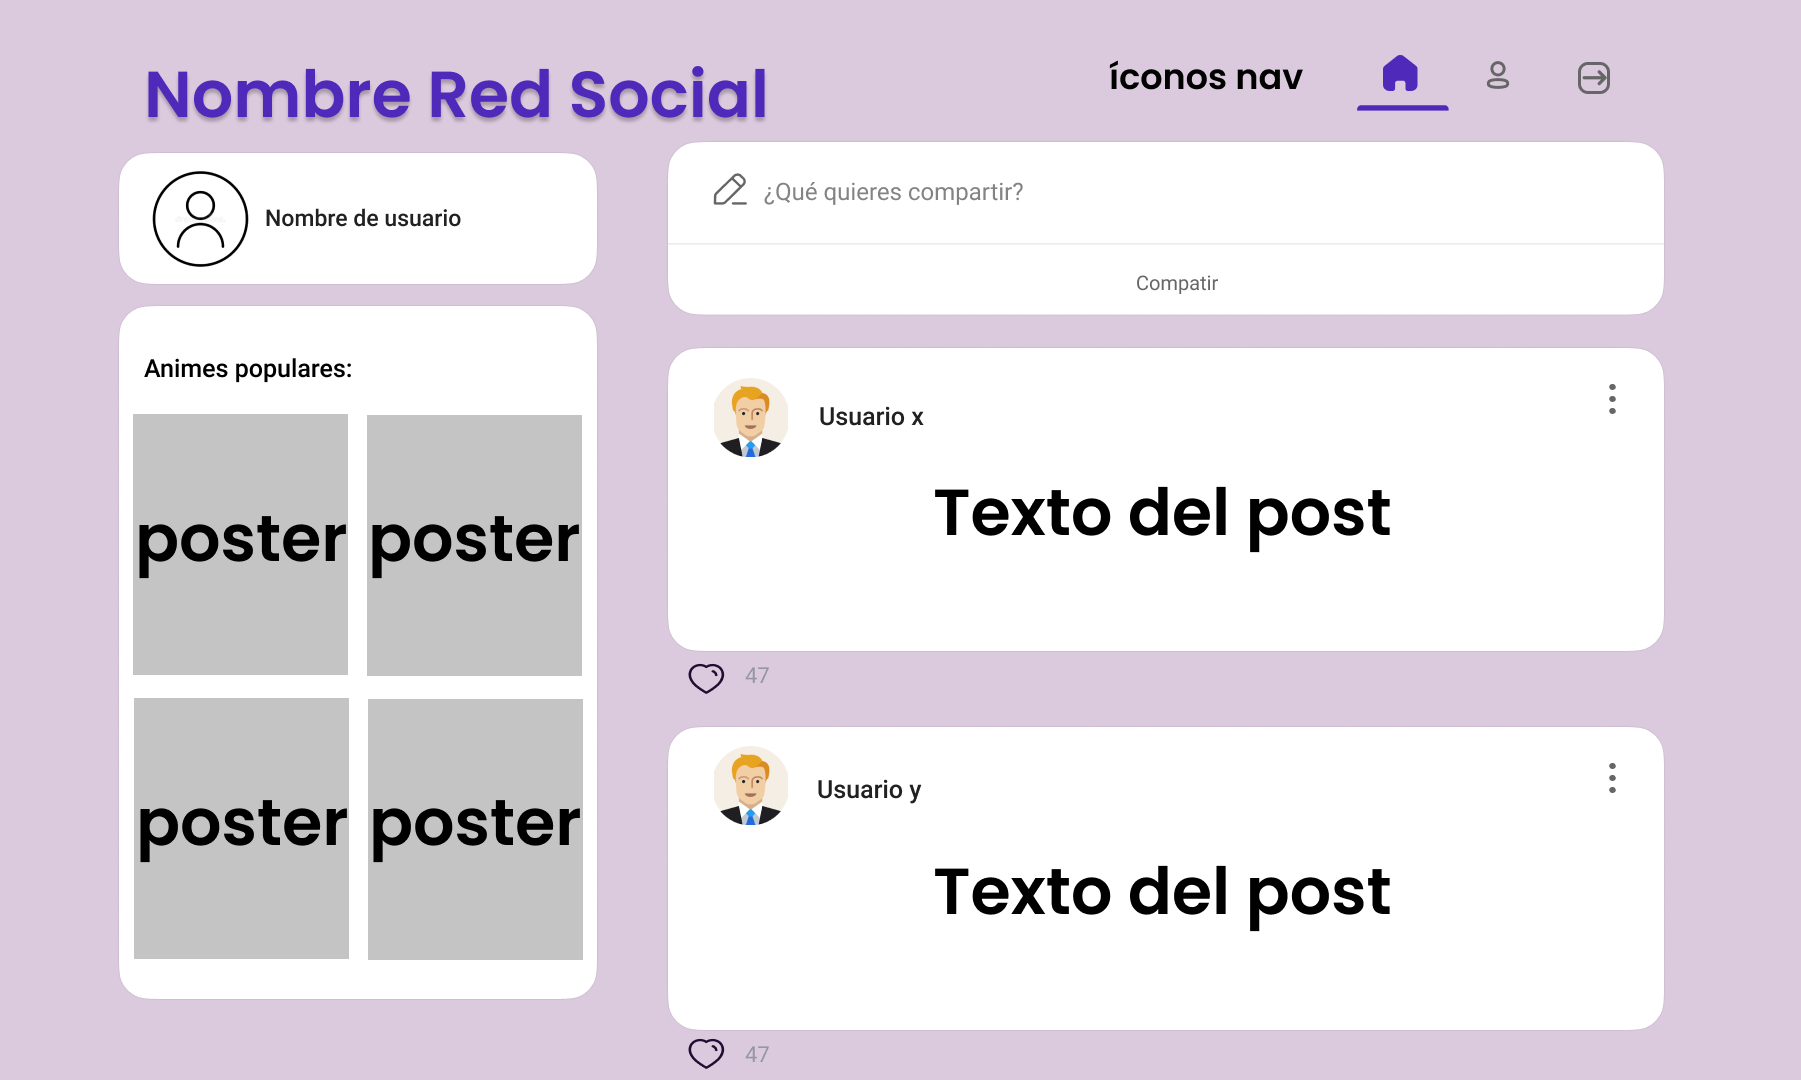 Nombre Red Social
íconos nav
Nombre de usuario
Animes populares:
poster poster
poster poster
¿Qué quieres compartir?
Compatir
Usuario x
Texto del post
47
Usuario y
Texto del post
47